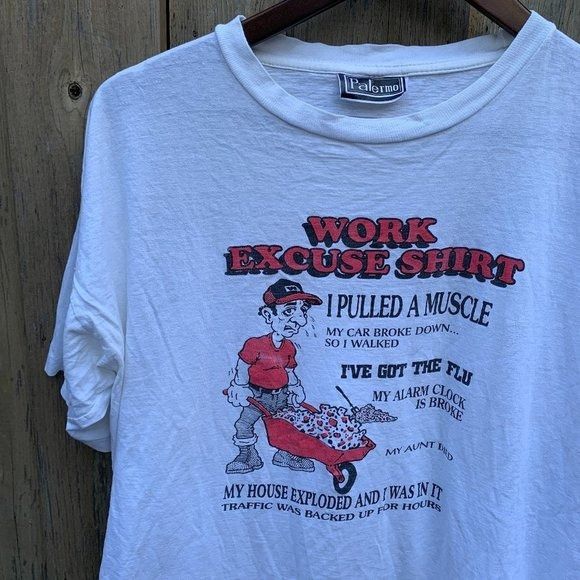 Palermo
WORK
EXCUSE SHIRT
I PULLED A MUSCLE
MY CAR BROKE DOWN...
SO I WALKED
I'VE GOT THE FLU
MY ALARM CLOCK
IS BROKE
MY AUNT DIED
MY HOUSE EXPLODED AND I WAS IN IT
TRAFFIC WAS BACKED UP FOR HOURS